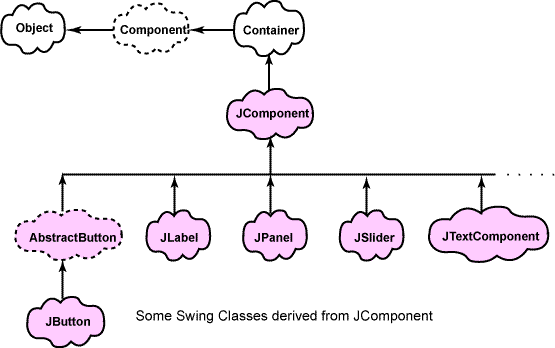 Object
Component
Container
JComponent
AbstractButton
JLabel
JPanel
JSlider
JTextComponent
JButton
Some Swing Classes derived from JComponent